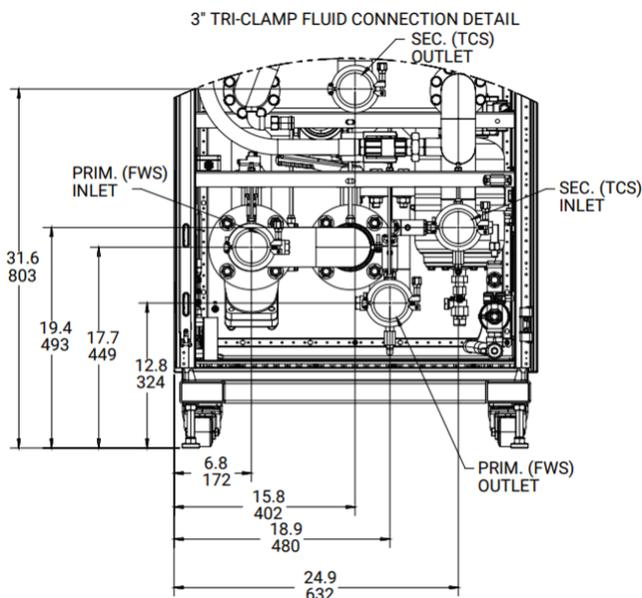 3" TRI-CLAMP FLUID CONNECTION DETAIL
SEC. (TCS)
OUTLET
PRIM. (FWS)
INLET
SEC. (TCS)
INLET
31.6
803
19.4
493
17.7
449
12.8
324
6.8
172
PRIM. (FWS)
OUTLET
15.8
402
18.9
480
24.9
632